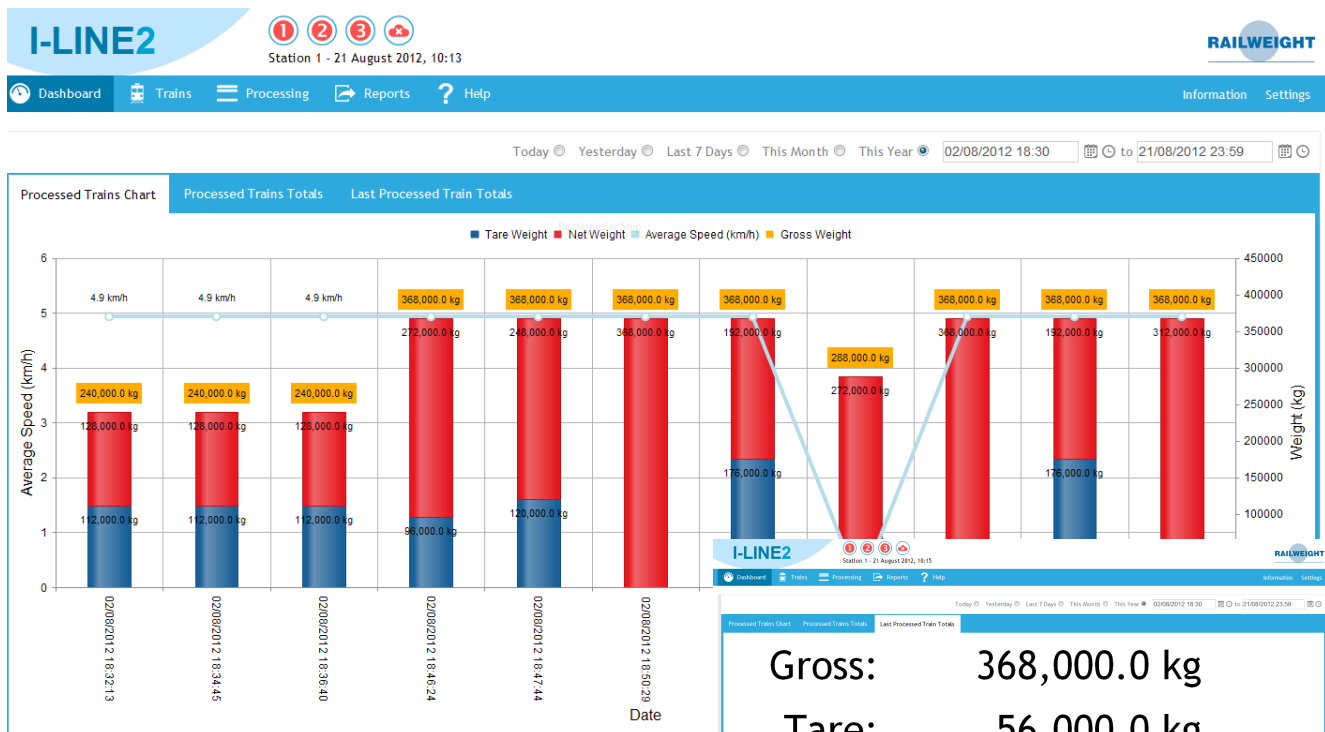 I-LINE2
1 2 3
Station 1 - 21 August 2012, 10:13
RAILWEIGHT
Dashboard Trains Processing Reports ? Help Information Settings
Today Yesterday Last 7 Days This Month This Year 02/08/2012 18:30 to 21/08/2012 23:59
Processed Trains Chart Processed Trains Totals Last Processed Train Totals
Tare Weight Net Weight Average Speed (km/h) Gross Weight
6 450000
4.9 km/h 4.9 km/h 4.9 km/h 368,000.0 kg 368,000.0 kg 368,000.0 kg 368,000.0 kg 368,000.0 kg 368,000.0 kg 368,000.0 kg 400000
5
272,000.0 kg 248,000.0 kg 368,000.0 kg 192,000.0 kg 368,000.0 kg 192,000.0 kg 312,000.0 kg 350000
288,000.0 kg
4 300000
240,000.0 kg 240,000.0 kg 240,000.0 kg 272,000.0 kg
250000
3
128,000.0 kg 128,000.0 kg 128,000.0 kg
200000
2 176,000.0 kg 176,000.0 kg 150000
112,000.0 kg 112,000.0 kg 112,000.0 kg 120,000.0 kg 100000
1 96,000.0 kg
0
Average Speed (km/h)
Weight (kg)
02/08/2012 18:32:13
02/08/2012 18:34:45
02/08/2012 18:36:40
02/08/2012 18:46:24
02/08/2012 18:47:44
02/08/2012 18:50:29
Date
I-LINE2
1 2 3
Station 1 - 21 August 2012, 10:15
RAILWEIGHT
Dashboard Trains Processing Reports ? Help Information Settings
Today Yesterday Last 7 Days This Month This Year 02/08/2012 18:30 to 21/08/2012 23:59
Processed Trains Chart Processed Trains Totals Last Processed Train Totals
Gross: 368,000.0 kg
Tare: 56,000.0 kg